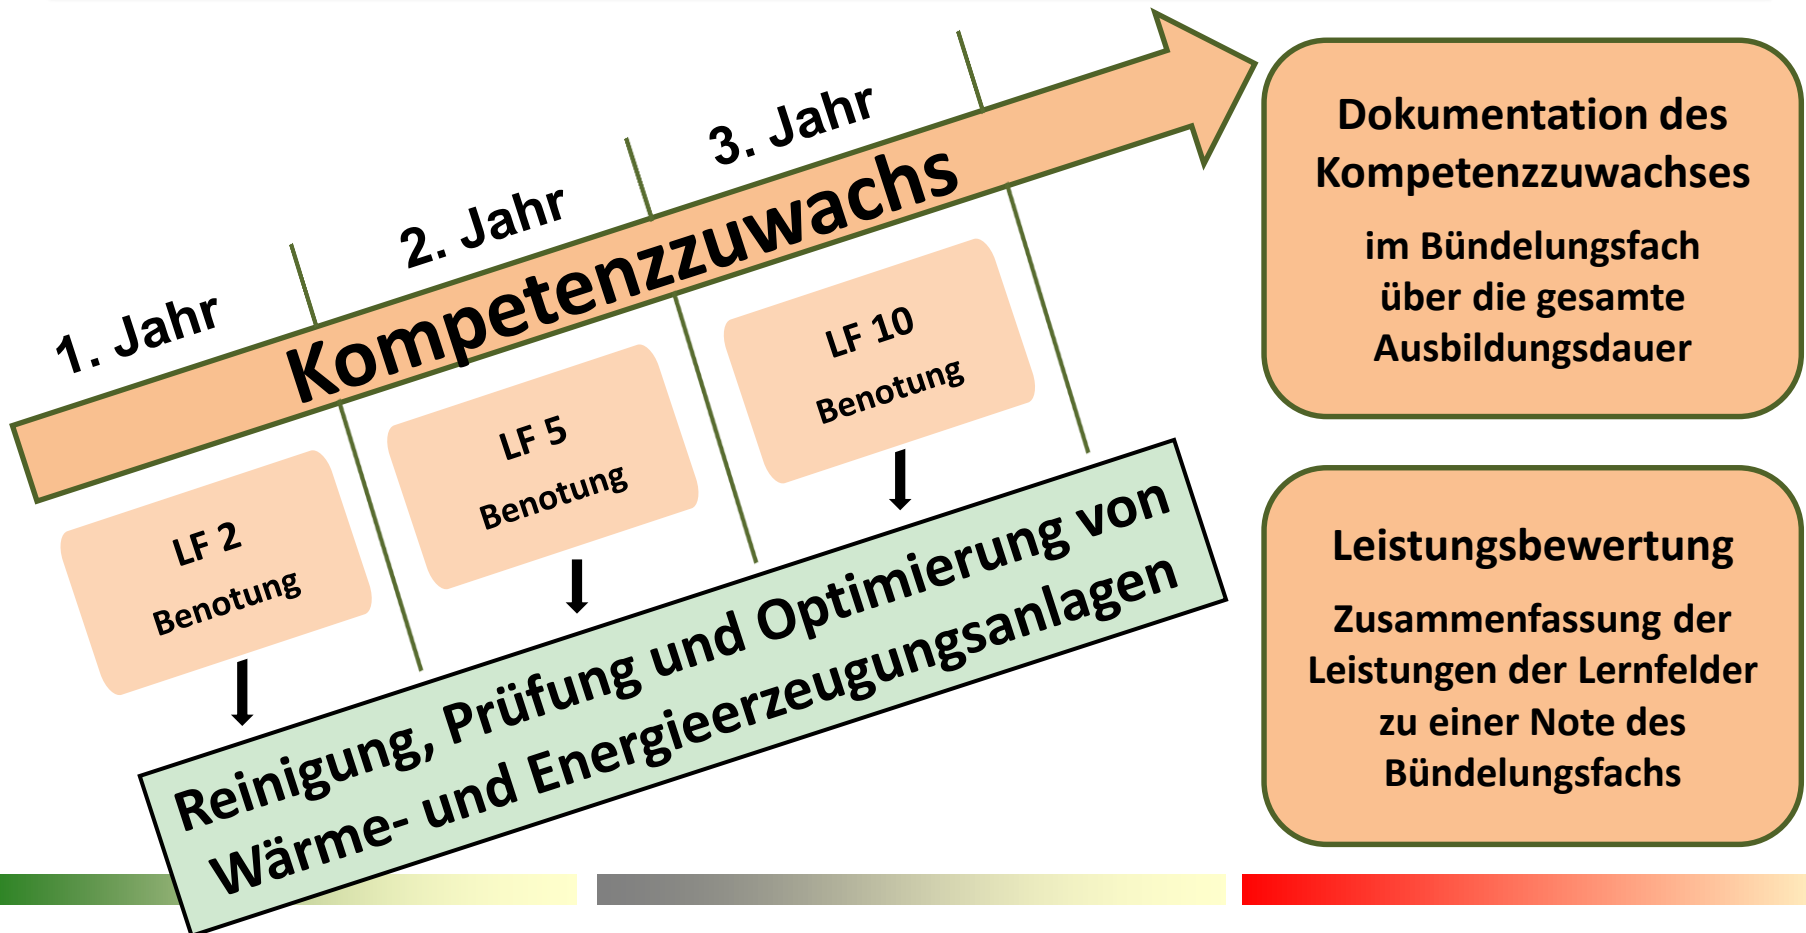 1. Jahr
2. Jahr
3. Jahr
Kompetenzzuwachs
LF 2
Benotung
LF 5
Benotung
LF 10
Benotung
Reinigung, Prüfung und Optimierung von
Wärme- und Energieerzeugungsanlagen
Dokumentation des
Kompetenzzuwachses
im Bündelungsfach
über die gesamte
Ausbildungsdauer
Leistungsbewertung
Zusammenfassung der
Leistungen der Lernfelder
zu einer Note des
Bündelungsfachs